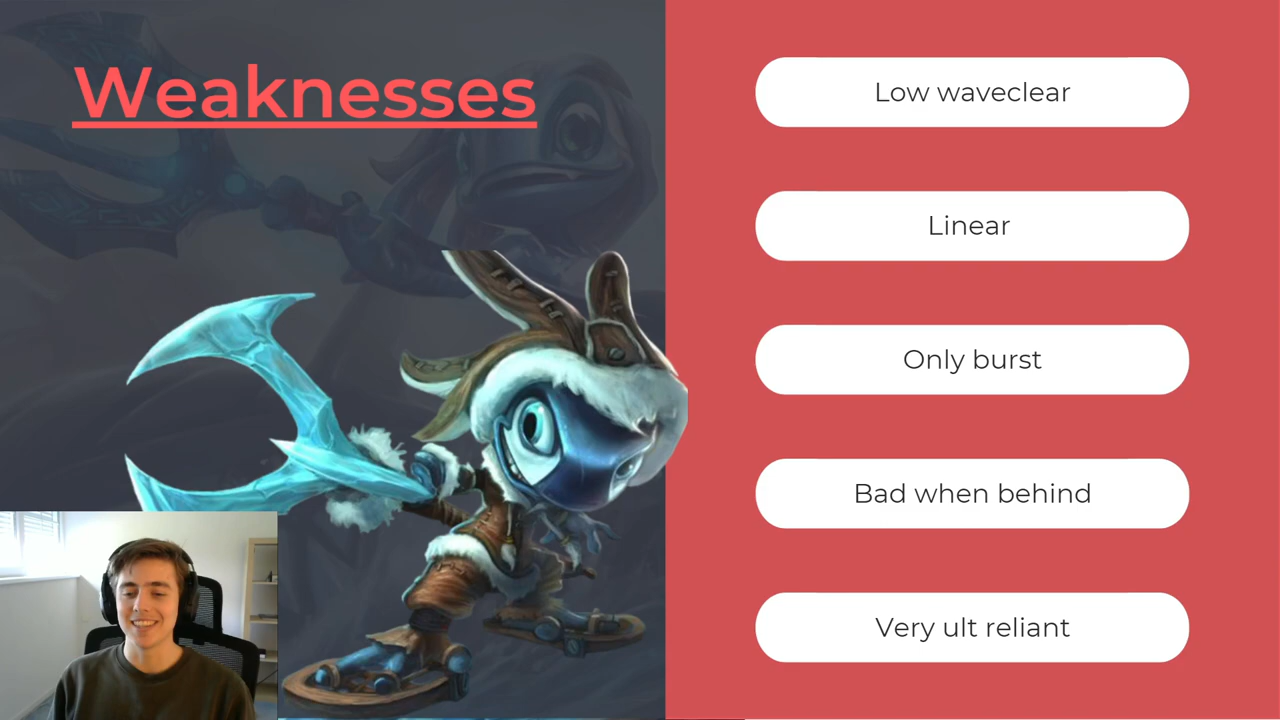 Weaknesses
Low waveclear
Linear
Only burst
Bad when behind
Very ult reliant